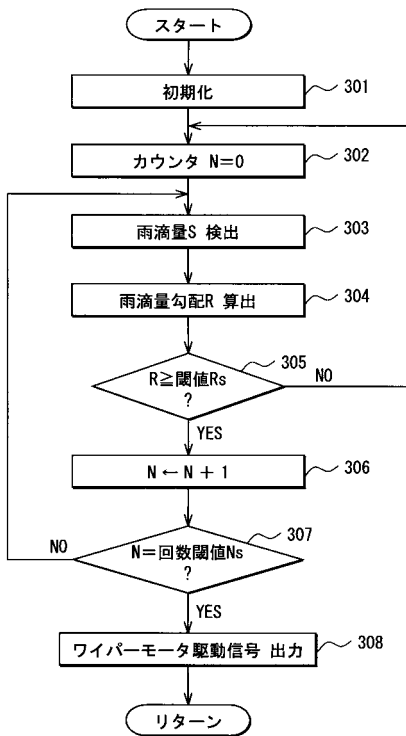 スタート
初期化
301
カウンタ N=0
302
雨滴量S 検出
303
雨滴量勾配R 算出
304
305
R≧閾値Rs
?
NO
YES
N ← N + 1
306
307
N=回数閾値Ns
?
NO
YES
ワイパーモータ駆動信号 出力
308
リターン